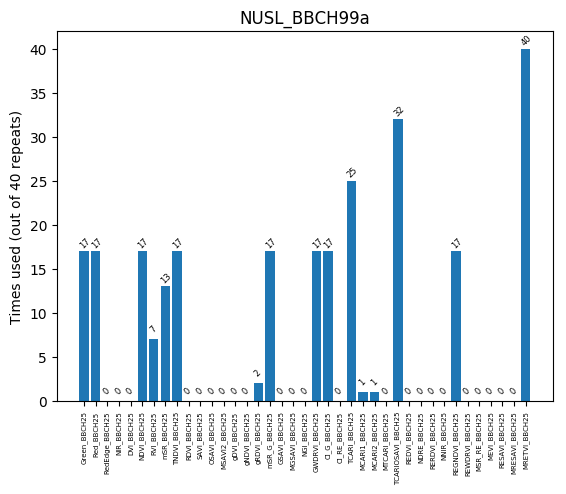 NUSL_BBCH99a
Times used (out of 40 repeats)
40
35
30
25
20
15
10
5
0
17
17
0
0
0
17
7
13
17
0
0
0
0
0
0
2
17
0
0
0
17
17
0
25
1
1
0
32
0
0
0
0
17
0
0
0
0
0
40
Green_BBCH25
Red_BBCH25
RedEdge_BBCH25
NIR_BBCH25
DVI_BBCH25
NDVI_BBCH25
RVI_BBCH25
mSR_BBCH25
TNDVI_BBCH25
RDVI_BBCH25
SAVI_BBCH25
OSAVI_BBCH25
MSAVI2_BBCH25
gDVI_BBCH25
gNDVI_BBCH25
gRDVI_BBCH25
mSR_G_BBCH25
GSAVI_BBCH25
MGSAVI_BBCH25
NGI_BBCH25
GWDRVI_BBCH25
CI_G_BBCH25
CI_RE_BBCH25
TCARI_BBCH25
MCARI1_BBCH25
MCARI2_BBCH25
MTCARI_BBCH25
TCARIOSAVI_BBCH25
REDVI_BBCH25
NDRE_BBCH25
RERDVI_BBCH25
NNIR_BBCH25
REGNDVI_BBCH25
REWDRVI_BBCH25
MSR_RE_BBCH25
MEVI_BBCH25
RESAVI_BBCH25
MRESAVI_BBCH25
MRETVI_BBCH25